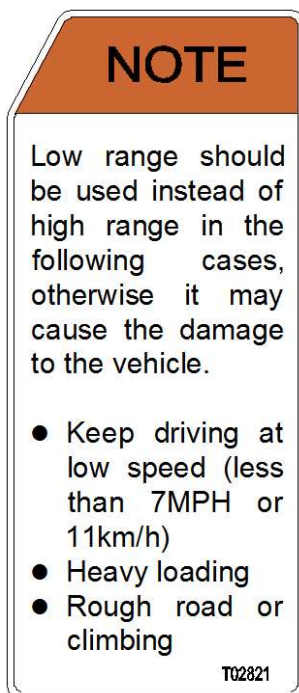 NOTE
Low range should
be used instead of
high range in the
following cases,
otherwise it may
cause the damage
to the vehicle.
● Keep driving at
low speed (less
than 7MPH or
11km/h)
● Heavy loading
● Rough road or
climbing
T02821